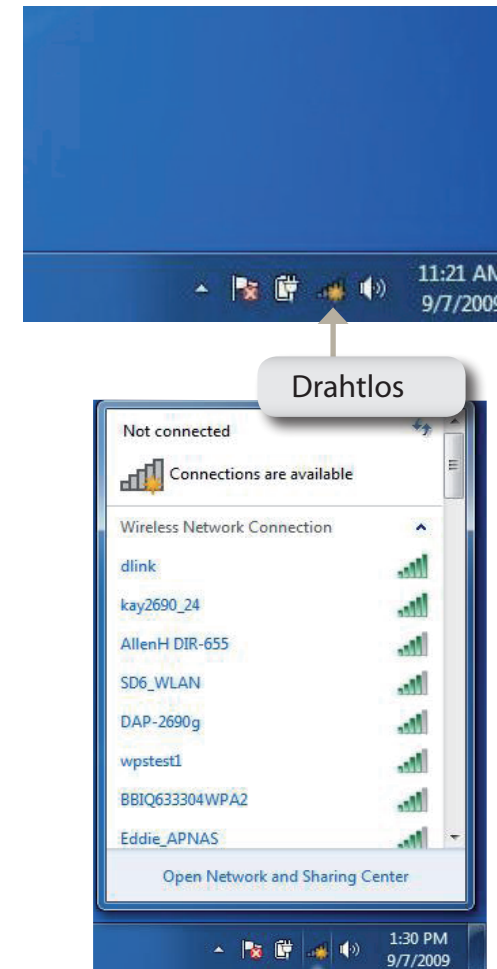 11:21 AM
9/7/2009
Drahtlos
Not connected
Connections are available
Wireless Network Connection
dlink
kay2690_24
AllenH DIR-655
SD6_WLAN
DAP-2690g
wpstest1
BBIQ633304WPA2
Eddie_APNAS
Open Network and Sharing Center
1:30 PM
9/7/2009